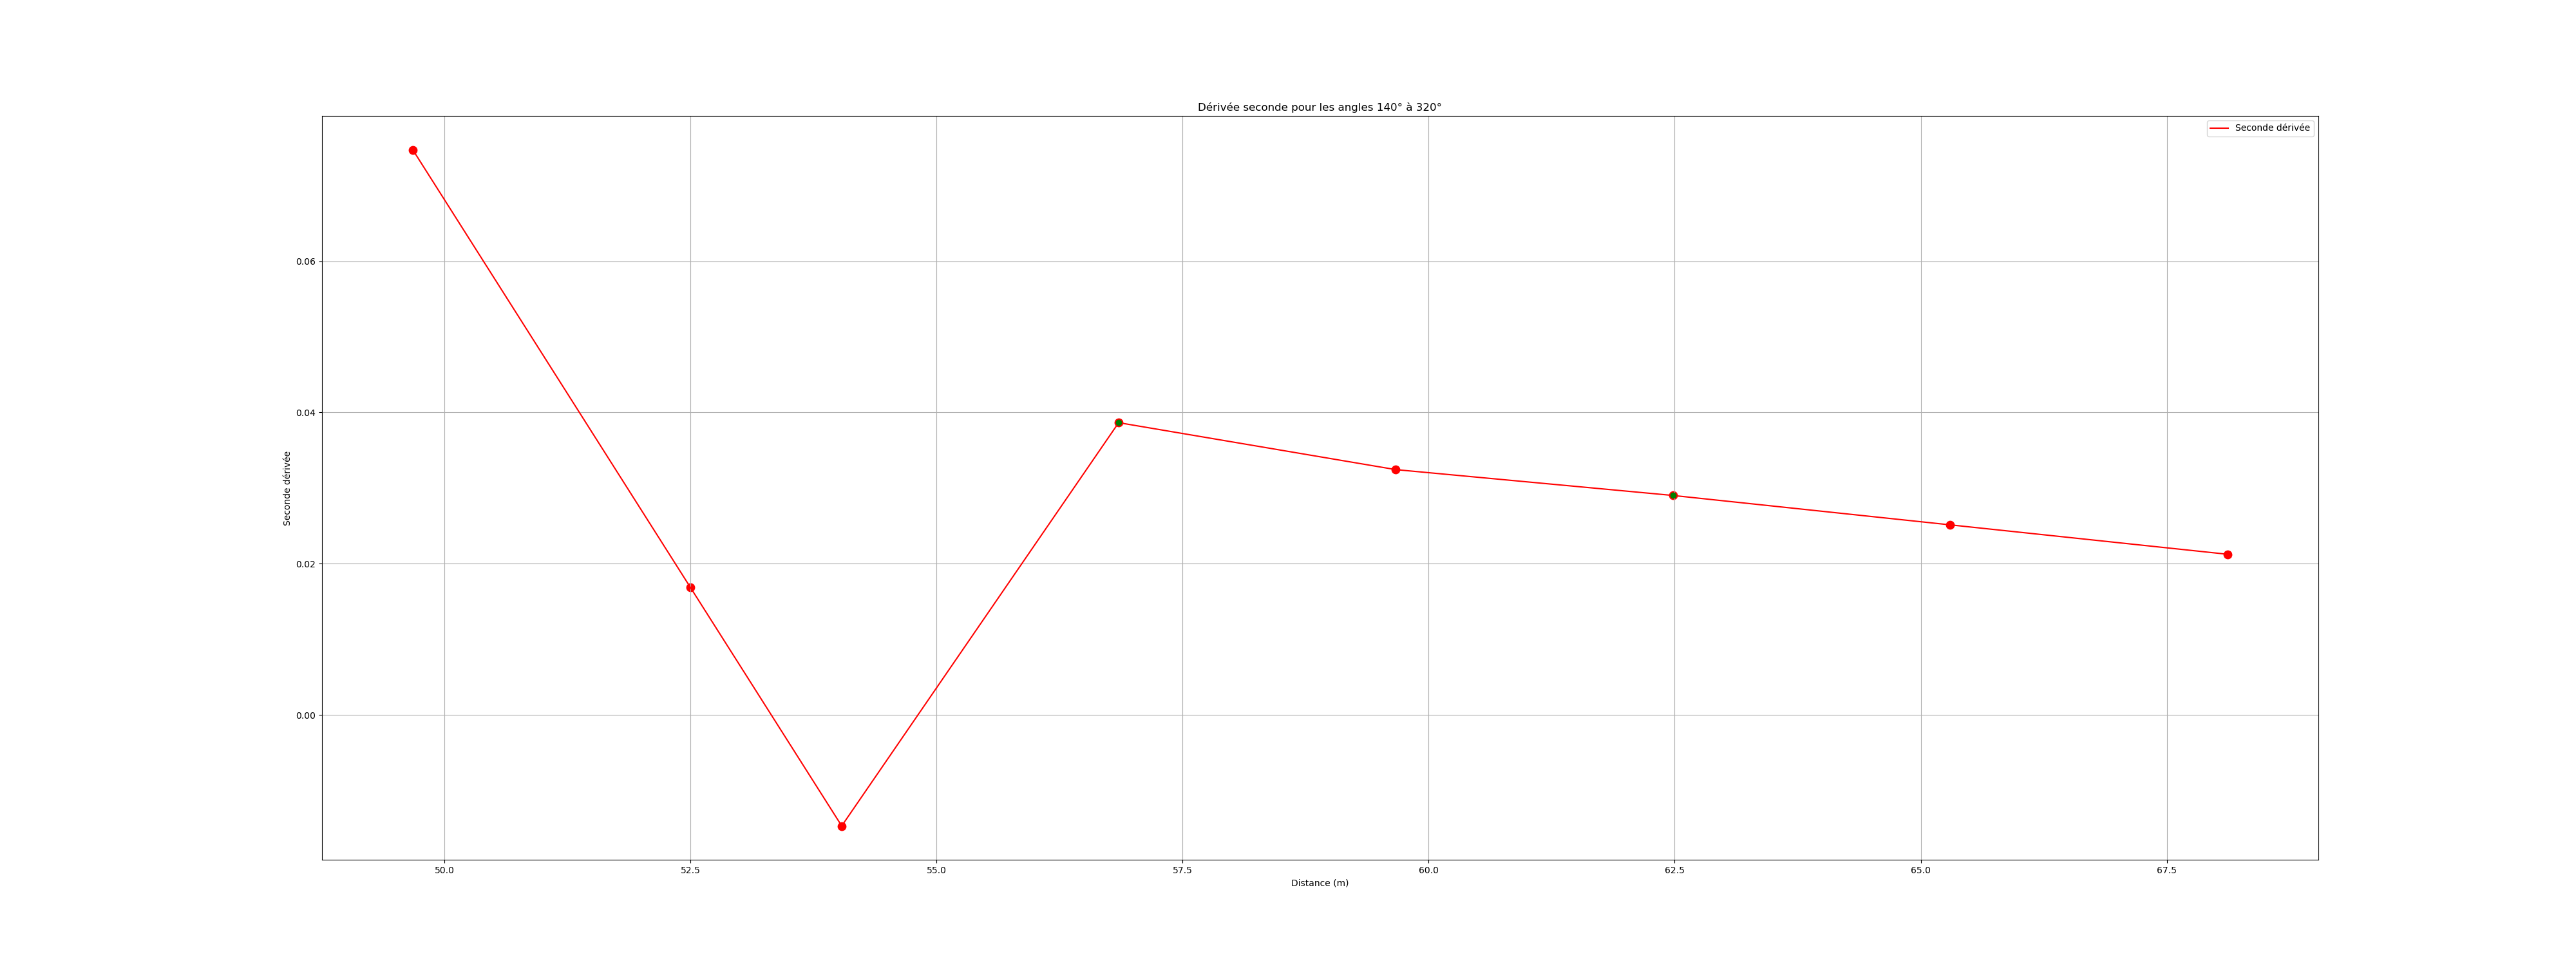 Dérivée seconde pour les angles 140° à 320°
Seconde dérivée
0.06
0.04
0.02
0.00
Seconde dérivée
50.0 52.5 55.0 57.5 60.0 62.5 65.0 67.5
Distance (m)